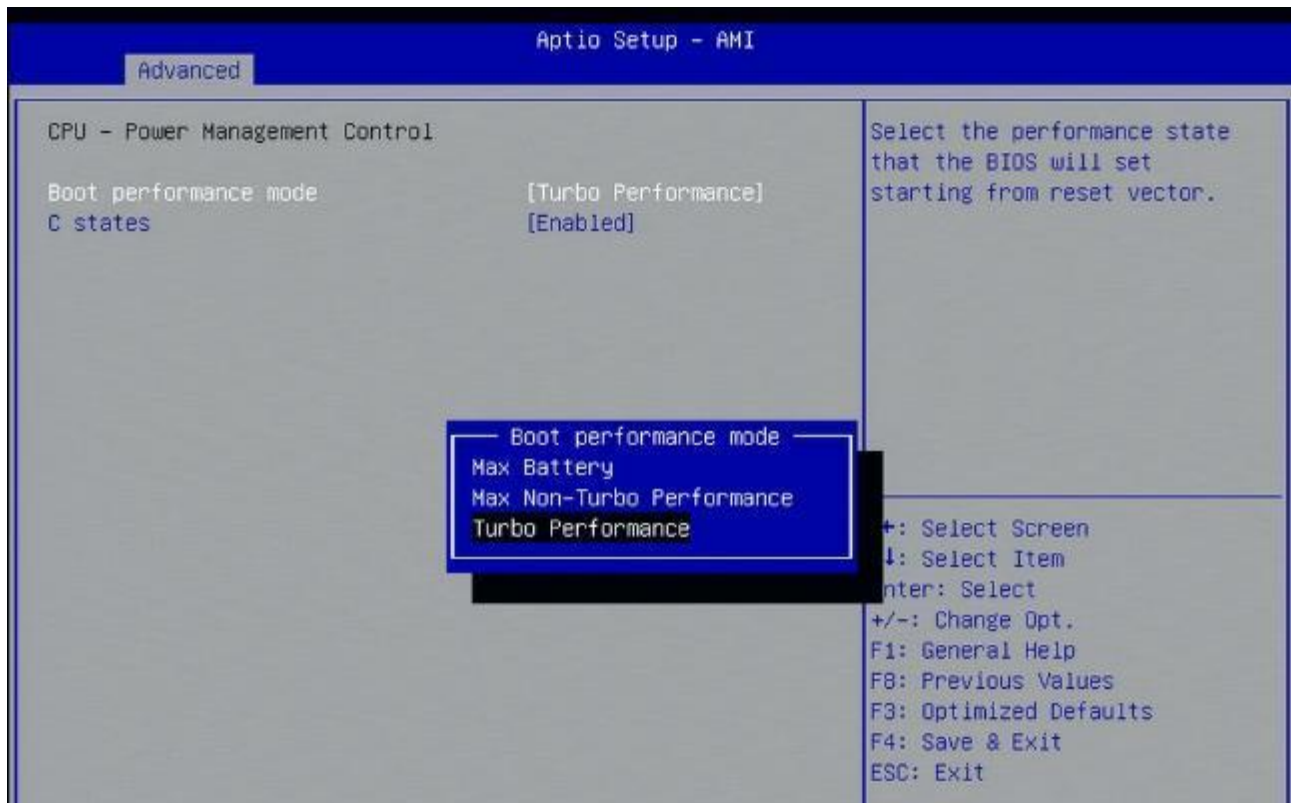 Aptio Setup - AMI
Advanced
CPU - Power Management Control
Boot performance mode [Turbo Performance]
C states [Enabled]
Select the performance state
that the BIOS will set
starting from reset vector.
Boot performance mode
Max Battery
Max Non-Turbo Performance
Turbo Performance
: Select Screen
: Select Item
nter: Select
+/-: Change Opt.
F1: General Help
F8: Previous Values
F3: Optimized Defaults
F4: Save & Exit
ESC: Exit